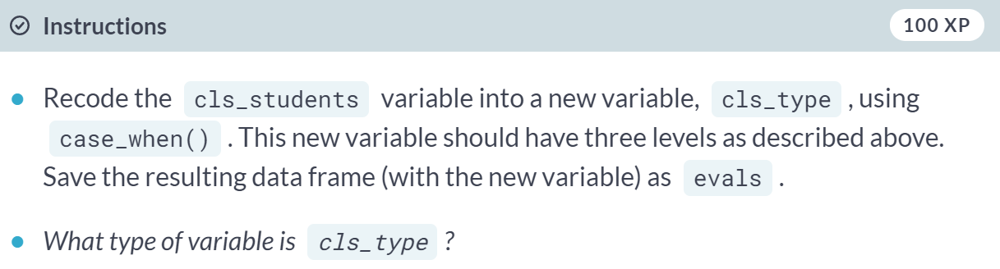 Instructions 100 XP
Recode the cls_students variable into a new variable, cls_type , using
case_when() . This new variable should have three levels as described above.
Save the resulting data frame (with the new variable) as evals .
What type of variable is cls_type ?